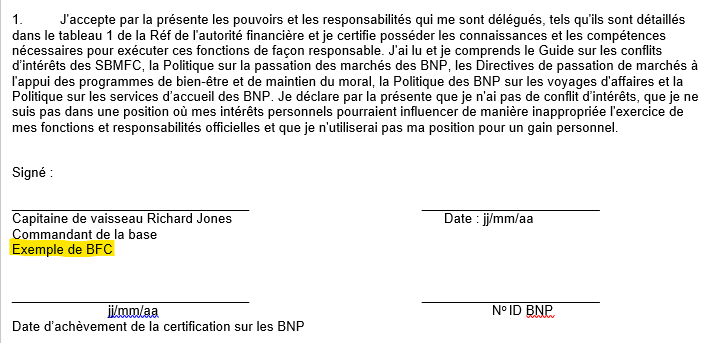 1. J'accepte par la présente les pouvoirs et les responsabilités qui me sont délégués, tels qu'ils sont détaillés
dans le tableau 1 de la Réf de l'autorité financière et je certifie posséder les connaissances et les compétences
nécessaires pour exécuter ces fonctions de façon responsable. J'ai lu et je comprends le Guide sur les conflits
d'intérêts des SBMFC, la Politique sur la passation des marchés des BNP, les Directives de passation de marchés à
l'appui des programmes de bien-être et de maintien du moral, la Politique des BNP sur les voyages d'affaires et la
Politique sur les services d'accueil des BNP. Je déclare par la présente que je n'ai pas de conflit d'intérêts, que je ne
suis pas dans une position où mes intérêts personnels pourraient influencer de manière inappropriée l'exercice de
mes fonctions et responsabilités officielles et que je n'utiliserai pas ma position pour un gain personnel.
Signé :
Capitaine de vaisseau Richard Jones Date : jj/mm/aa
Commandant de la base
Exemple de BFC
jj/mm/aa Nº ID BNP
Date d'achèvement de la certification sur les BNP